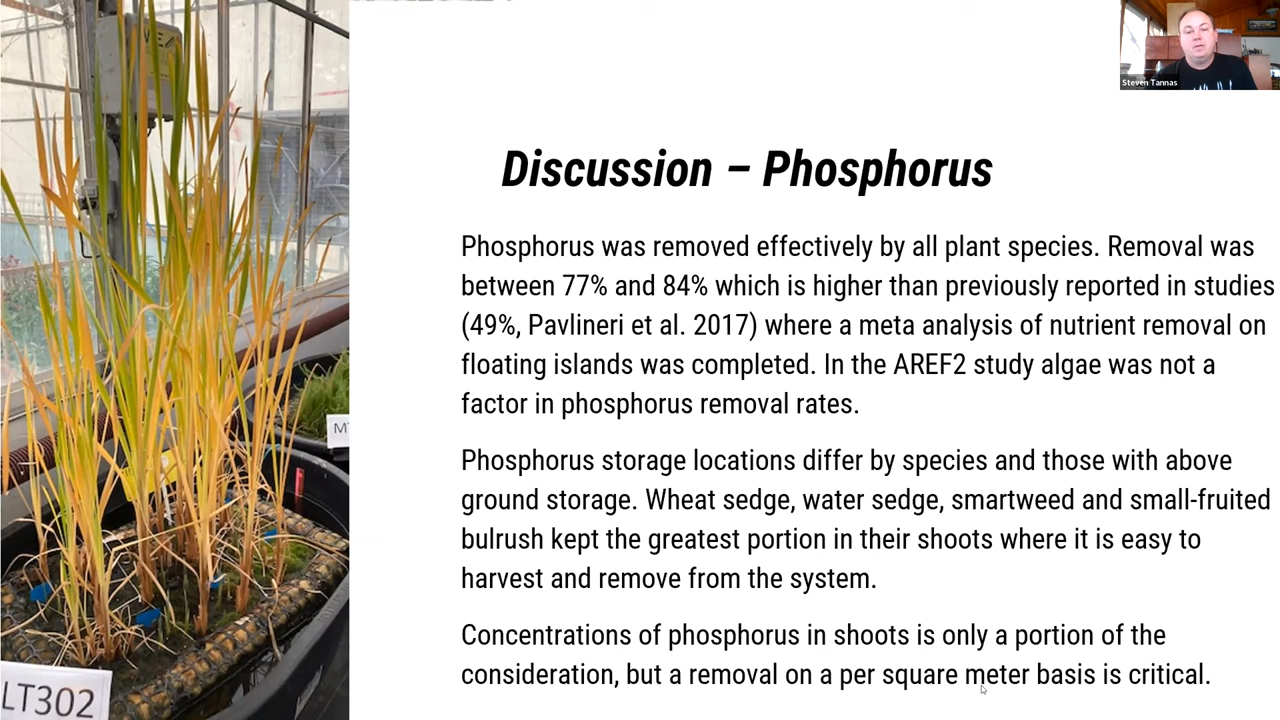 Steven Tannas
Discussion – Phosphorus
Phosphorus was removed effectively by all plant species. Removal was
between 77% and 84% which is higher than previously reported in studies
(49%, Pavlineri et al. 2017) where a meta analysis of nutrient removal on
floating islands was completed. In the AREF2 study algae was not a
factor in phosphorus removal rates.
Phosphorus storage locations differ by species and those with above
ground storage. Wheat sedge, water sedge, smartweed and small-fruited
bulrush kept the greatest portion in their shoots where it is easy to
harvest and remove from the system.
Concentrations of phosphorus in shoots is only a portion of the
consideration, but a removal on a per square meter basis is critical.
LT302